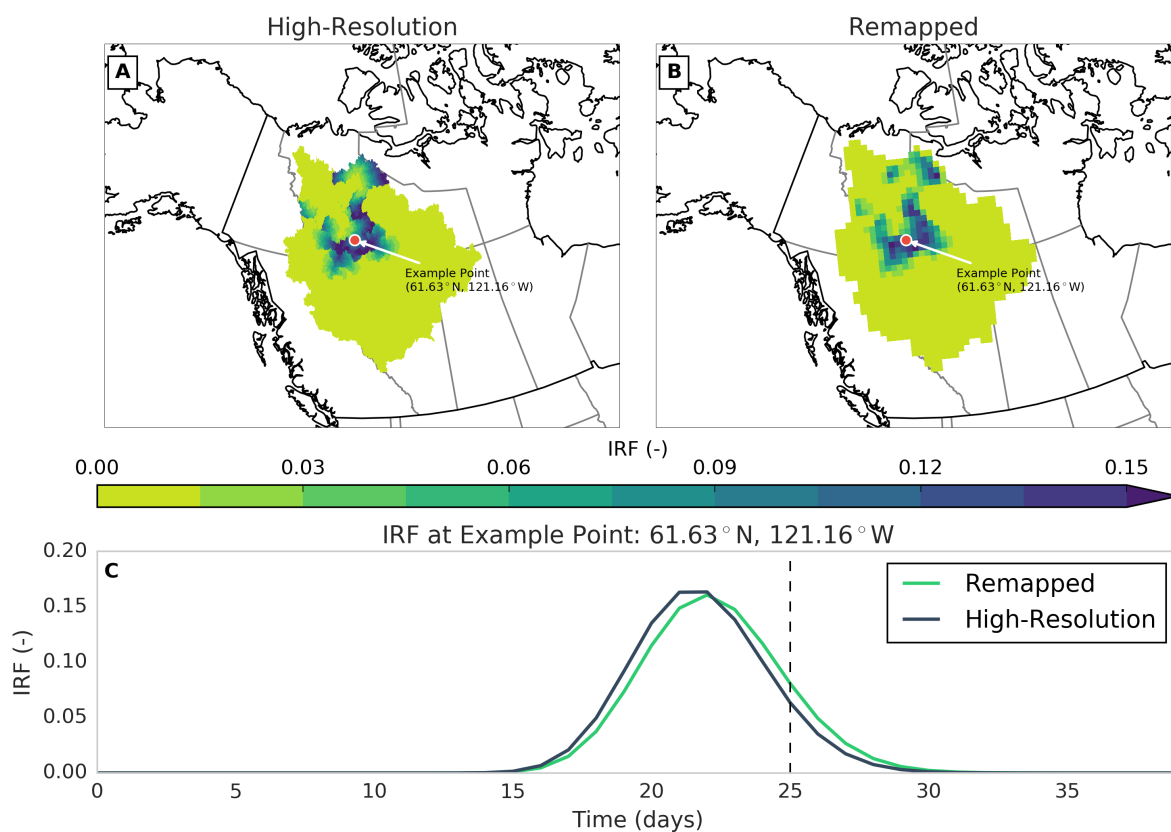 High-Resolution
Remapped
A
B
Example Point
(61.63°N, 121.16°W)
Example Point
(61.63°N, 121.16°W)
IRF (-)
0.00 0.03 0.06 0.09 0.12 0.15
IRF at Example Point: 61.63°N, 121.16°W
C
0.20
0.15
0.10
0.05
0.00
IRF (-)
Remapped
High-Resolution
0 5 10 15 20 25 30 35
Time (days)